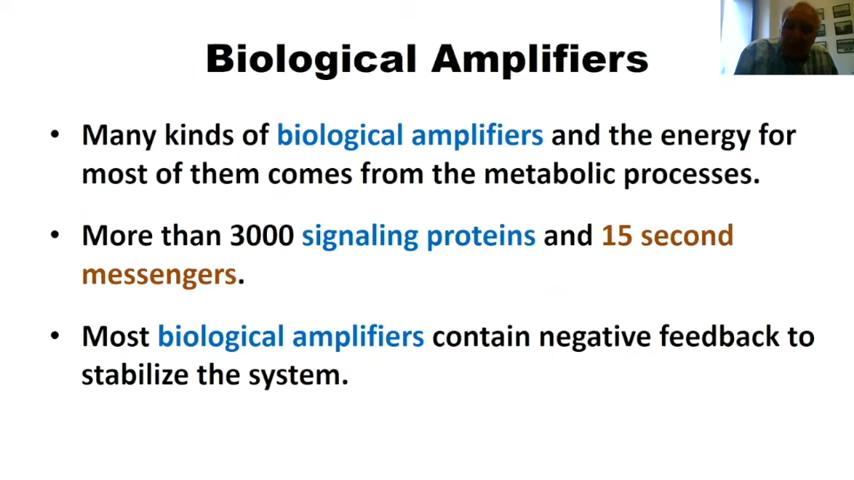 Biological Amplifiers
• Many kinds of biological amplifiers and the energy for
most of them comes from the metabolic processes.
• More than 3000 signaling proteins and 15 second
messengers.
• Most biological amplifiers contain negative feedback to
stabilize the system.